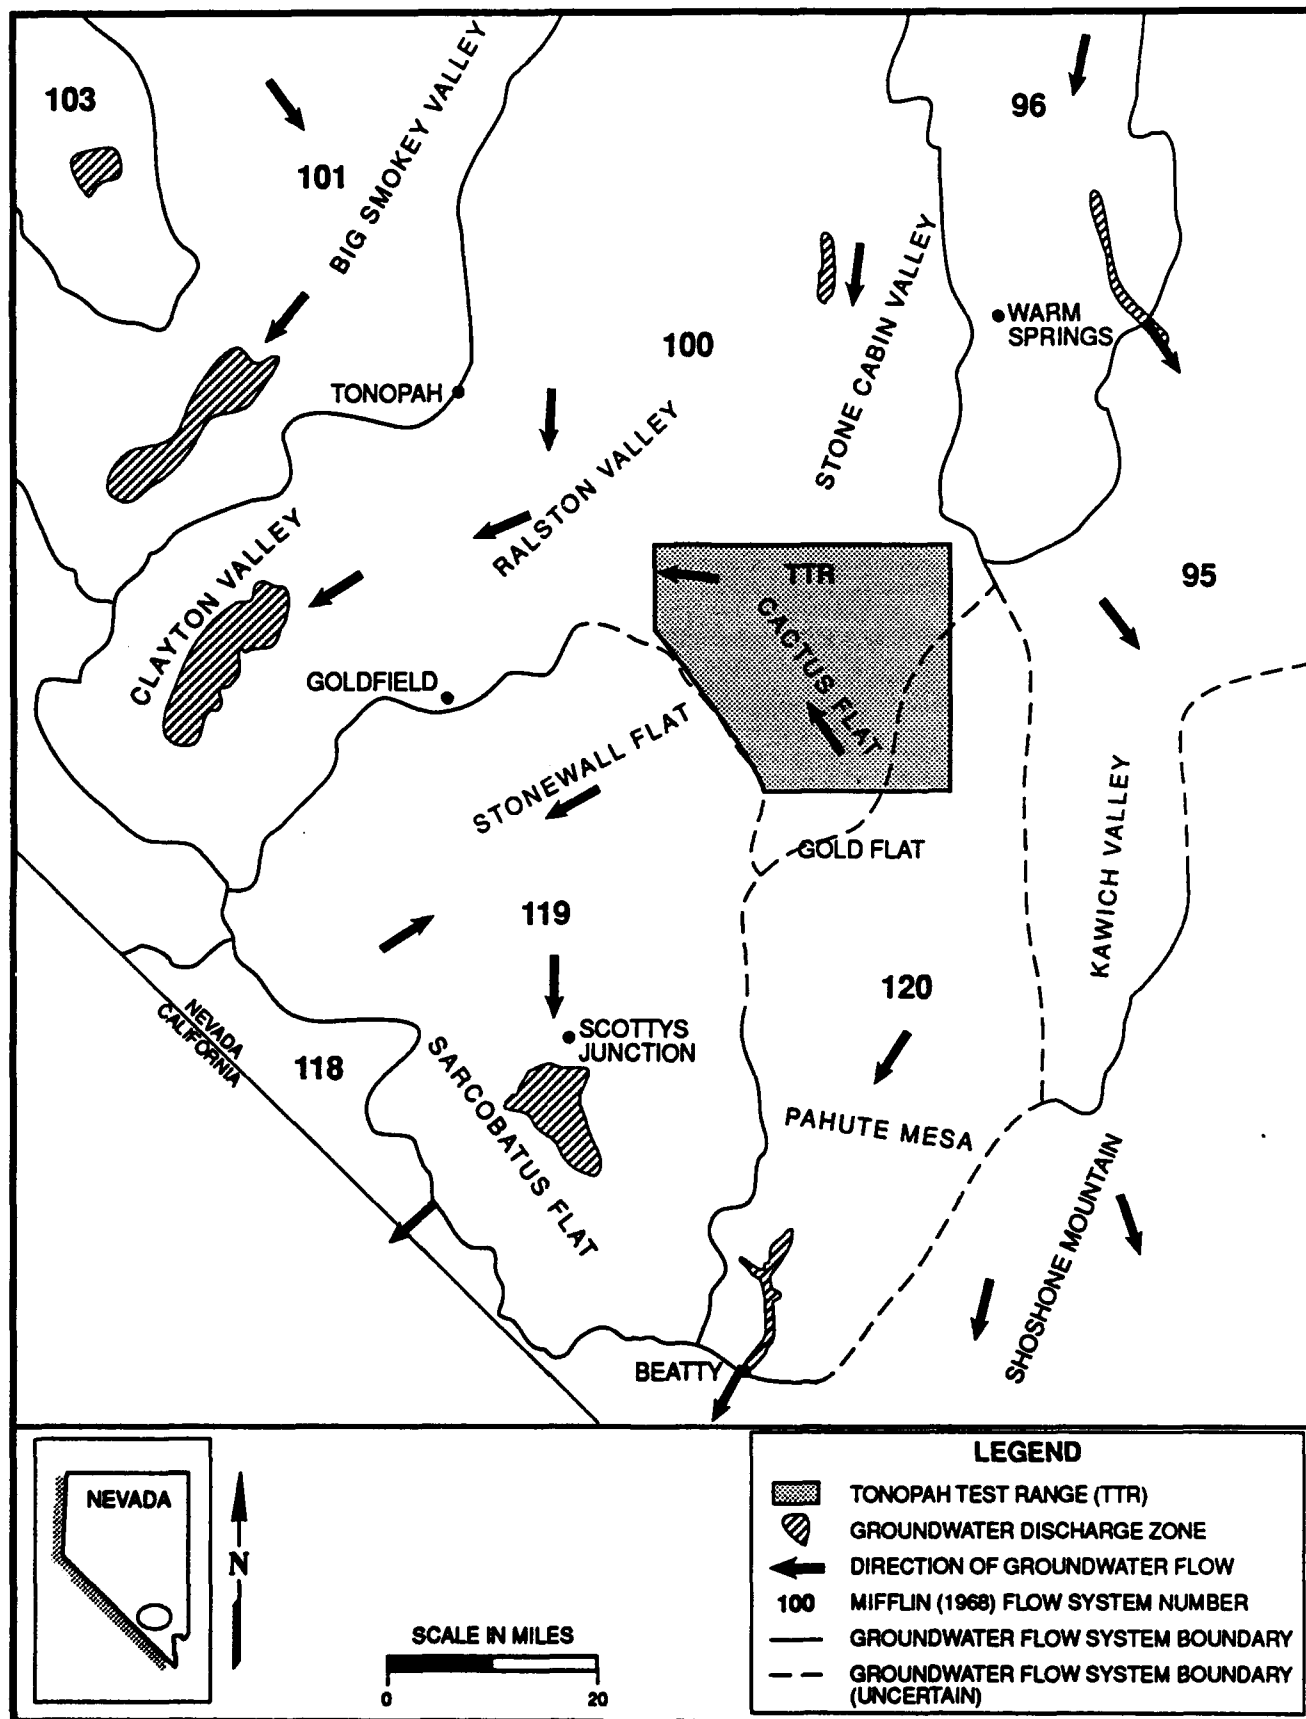 103
101
BIG SMOKEY VALLEY
96
100
STONE CABIN VALLEY
WARM
SPRINGS
TONOPAH
RALSTON VALLEY
CLAYTON VALLEY
TTR
CACTUS FLAT
95
GOLDFIELD
STONEWALL FLAT
GOLD FLAT
KAWICH VALLEY
119
120
NEVADA
CALIFORNIA
118
SCOTTYS
JUNCTION
SARCOBATUS FLAT
PAHUTE MESA
SHOSHONE MOUNTAIN
BEATTY
NEVADA
N
SCALE IN MILES
0 20
LEGEND
TONOPAH TEST RANGE (TTR)
GROUNDWATER DISCHARGE ZONE
DIRECTION OF GROUNDWATER FLOW
100 MIFFLIN (1968) FLOW SYSTEM NUMBER
GROUNDWATER FLOW SYSTEM BOUNDARY
GROUNDWATER FLOW SYSTEM BOUNDARY
(UNCERTAIN)